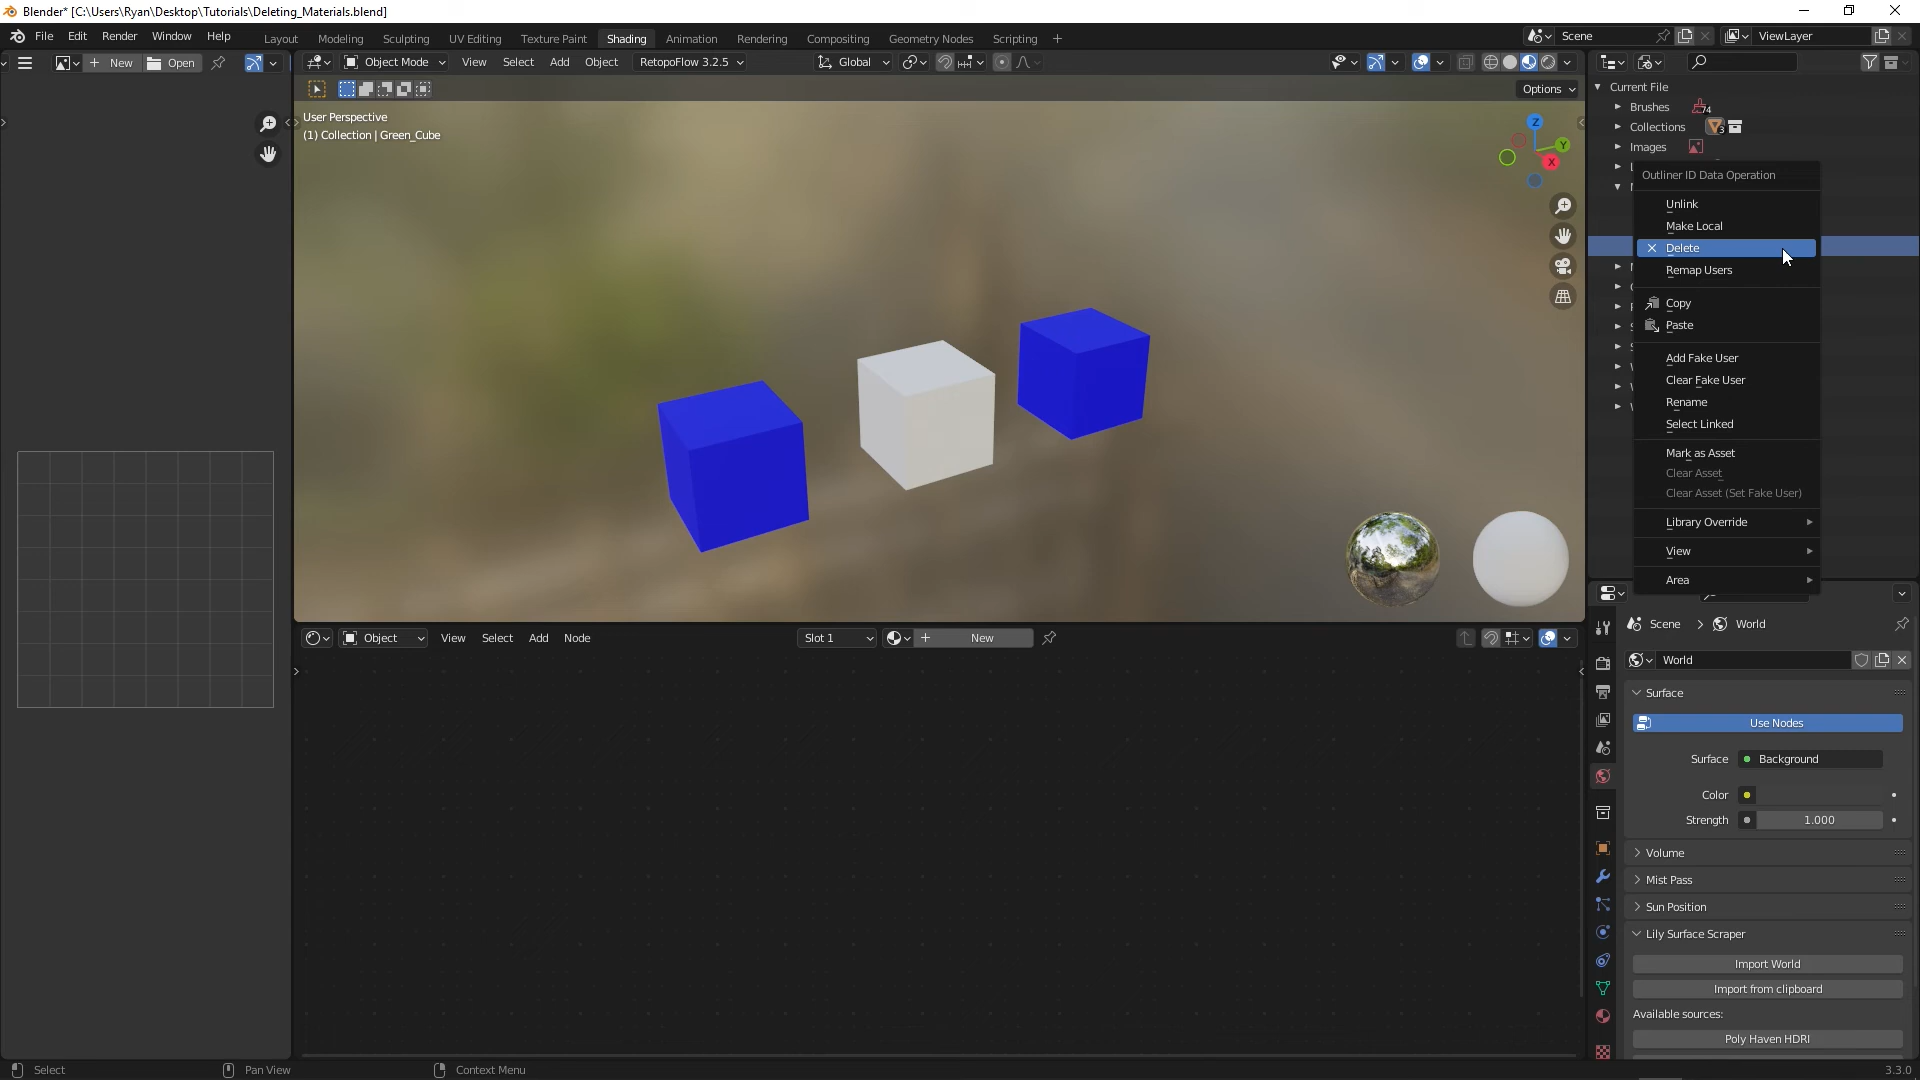 Blender* [C:\Users\Ryan\Desktop\Tutorials\Deleting_Materials.blend]
File Edit Render Window Help Layout Modeling Sculpting UV Editing Texture Paint Shading Animation Rendering Compositing Geometry Nodes Scripting + Scene ViewLayer
New Open Object Mode View Select Add Object RetopoFlow 3.2.5 Global
Options
User Perspective
(1) Collection | Green_Cube
Z
Y
X
Current File
Brushes 74
Collections 3
Images
Outliner ID Data Operation
Unlink
Make Local
Delete
Remap Users
Copy
Paste
Add Fake User
Clear Fake User
Rename
Select Linked
Mark as Asset
Clear Asset
Clear Asset (Set Fake User)
Library Override
View
Area
Object View Select Add Node Slot 1 New
Scene > World
World
Surface
Use Nodes
Surface Background
Color
Strength 1.000
Volume
Mist Pass
Sun Position
Lily Surface Scraper
Import World
Import from clipboard
Available sources:
Poly Haven HDRI
Select Pan View Context Menu 3.3.0